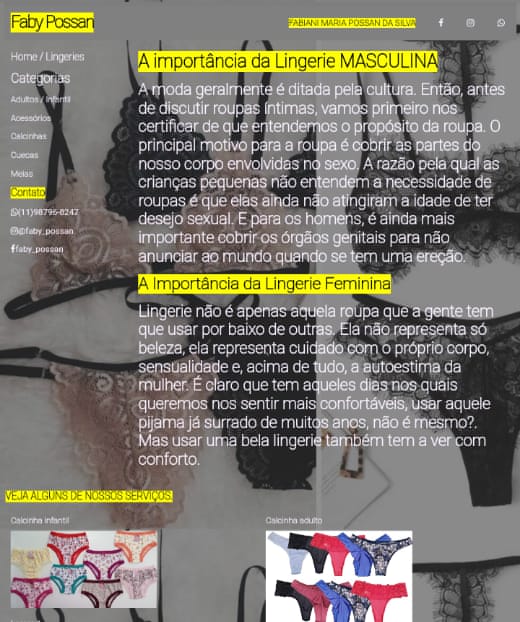 Faby Possan
FABIANI MARIA POSSAN DA SILVA
Home / Lingeries
Categorias
Adultos / Infantil
Acessórios
Calcinhas
Cuecas
Meias
Contato
(11)98796-8247
@faby_possan
faby_possan
A importância da Lingerie MASCULINA
A moda geralmente é ditada pela cultura. Então, antes
de discutir roupas íntimas, vamos primeiro nos
certificar de que entendemos o propósito da roupa. O
principal motivo para a roupa é cobrir as partes do
nosso corpo envolvidas no sexo. A razão pela qual as
crianças pequenas não entendem a necessidade de
roupas é que elas ainda não atingiram a idade de ter
desejo sexual. E para os homens, é ainda mais
importante cobrir os órgãos genitais para não
anunciar ao mundo quando se tem uma ereção.
A Importância da Lingerie Feminina
Lingerie não é apenas aquela roupa que a gente tem
que usar por baixo de outras. Ela não representa só
beleza, ela representa cuidado com o próprio corpo,
sensualidade e, acima de tudo, a autoestima da
mulher. É claro que tem aqueles dias nos quais
queremos nos sentir mais confortáveis, usar aquele
pijama já surrado de muitos anos, não é mesmo?.
Mas usar uma bela lingerie também tem a ver com
conforto.
VEJA ALGUNS DE NOSSOS SERVIÇOS:
Calcinha infantil
Calcinha adulto